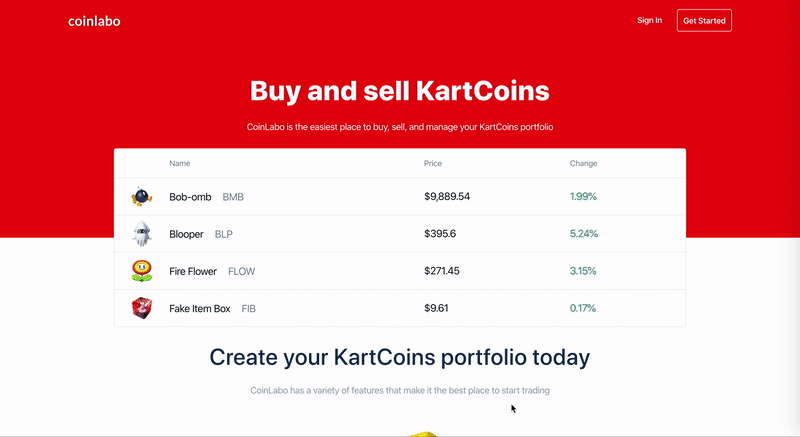 coinlabo
Sign In
Get Started
Buy and sell KartCoins
CoinLabo is the easiest place to buy, sell, and manage your KartCoins portfolio
Name Price Change
Bob-omb BMB $9,889.54 1.99%
Blooper BLP $395.6 5.24%
Fire Flower FLOW $271.45 3.15%
Fake Item Box FIB $9.61 0.17%
Create your KartCoins portfolio today
CoinLabo has a variety of features that make it the best place to start trading